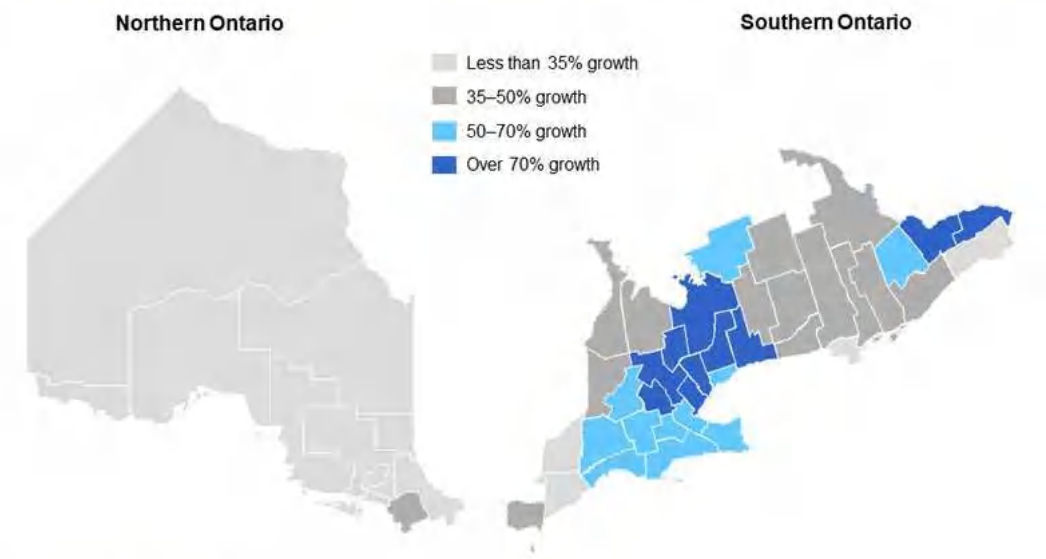 Northern Ontario
Southern Ontario
Less than 35% growth
35–50% growth
50–70% growth
Over 70% growth